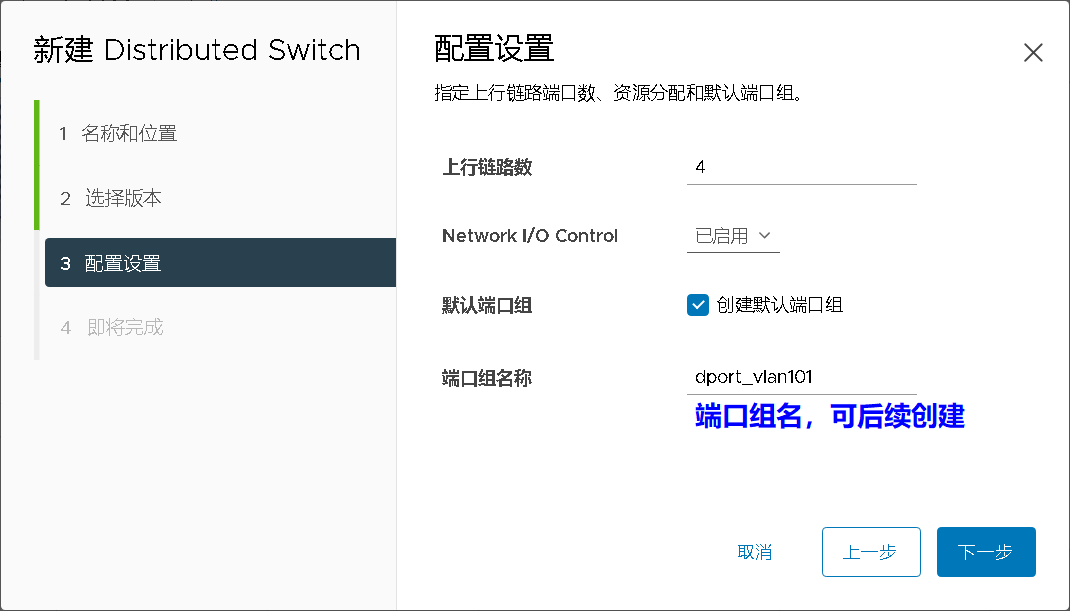 新建 Distributed Switch
1 名称和位置
2 选择版本
3 配置设置
4 即将完成
配置设置
指定上行链路端口数、资源分配和默认端口组。
上行链路数 4
Network I/O Control 已启用
默认端口组 创建默认端口组
端口组名称 dport_vlan101
端口组名，可后续创建
取消 上一步 下一步